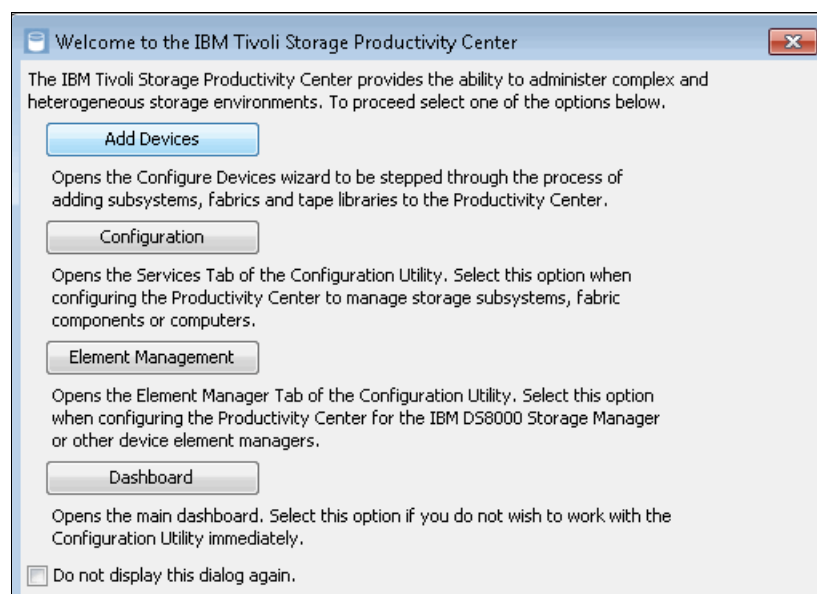 Welcome to the IBM Tivoli Storage Productivity Center
The IBM Tivoli Storage Productivity Center provides the ability to administer complex and
heterogeneous storage environments. To proceed select one of the options below.
Add Devices
Opens the Configure Devices wizard to be stepped through the process of
adding subsystems, fabrics and tape libraries to the Productivity Center.
Configuration
Opens the Services Tab of the Configuration Utility. Select this option when
configuring the Productivity Center to manage storage subsystems, fabric
components or computers.
Element Management
Opens the Element Manager Tab of the Configuration Utility. Select this option
when configuring the Productivity Center for the IBM DS8000 Storage Manager
or other device element managers.
Dashboard
Opens the main dashboard. Select this option if you do not wish to work with the
Configuration Utility immediately.
Do not display this dialog again.